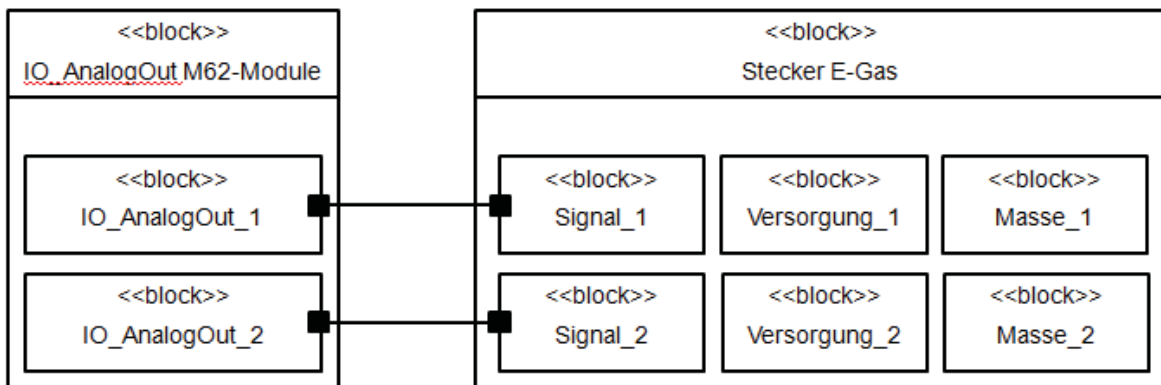 <<block>>
IO_AnalogOut M62-Module
<<block>>
IO_AnalogOut_1
<<block>>
IO_AnalogOut_2
<<block>>
Stecker E-Gas
<<block>>
Signal_1
<<block>>
Versorgung_1
<<block>>
Masse_1
<<block>>
Signal_2
<<block>>
Versorgung_2
<<block>>
Masse_2